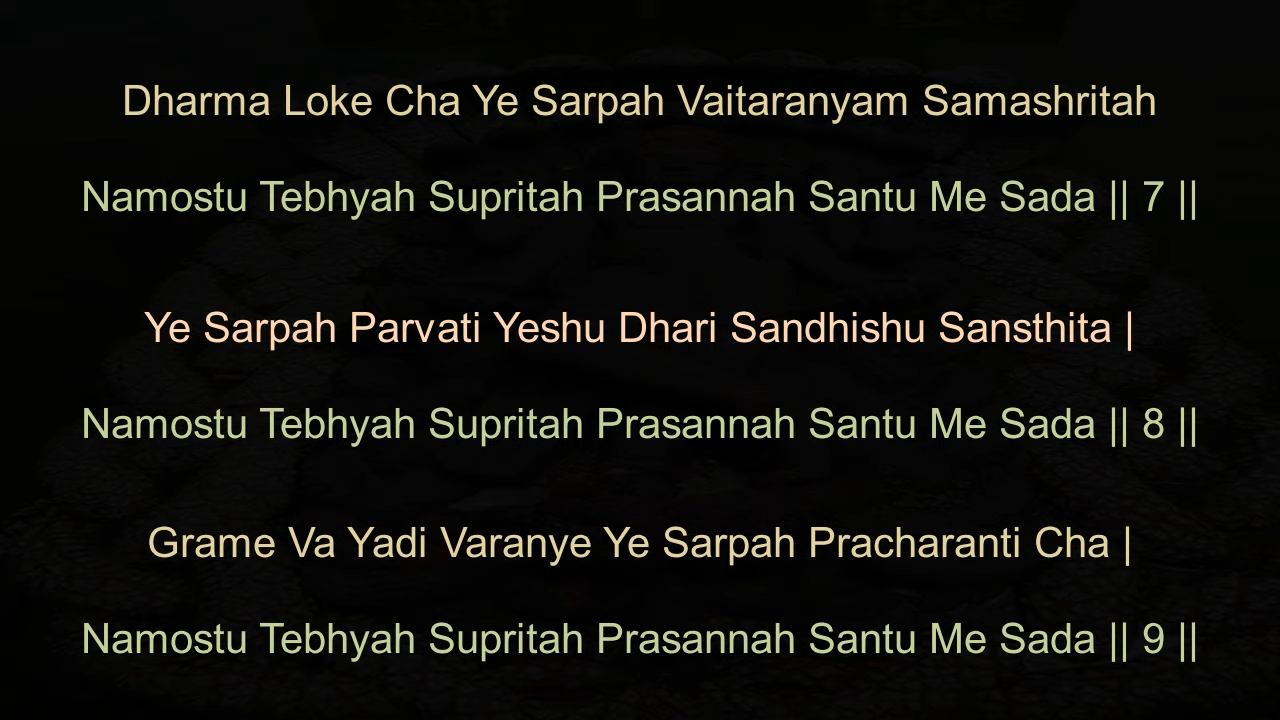 Dharma Loke Cha Ye Sarpah Vaitaranyam Samashritah
Namostu Tebhyah Supritah Prasannah Santu Me Sada || 7 ||
Ye Sarpah Parvati Yeshu Dhari Sandhishu Sansthita |
Namostu Tebhyah Supritah Prasannah Santu Me Sada || 8 ||
Grame Va Yadi Varanye Ye Sarpah Pracharanti Cha |
Namostu Tebhyah Supritah Prasannah Santu Me Sada || 9 ||